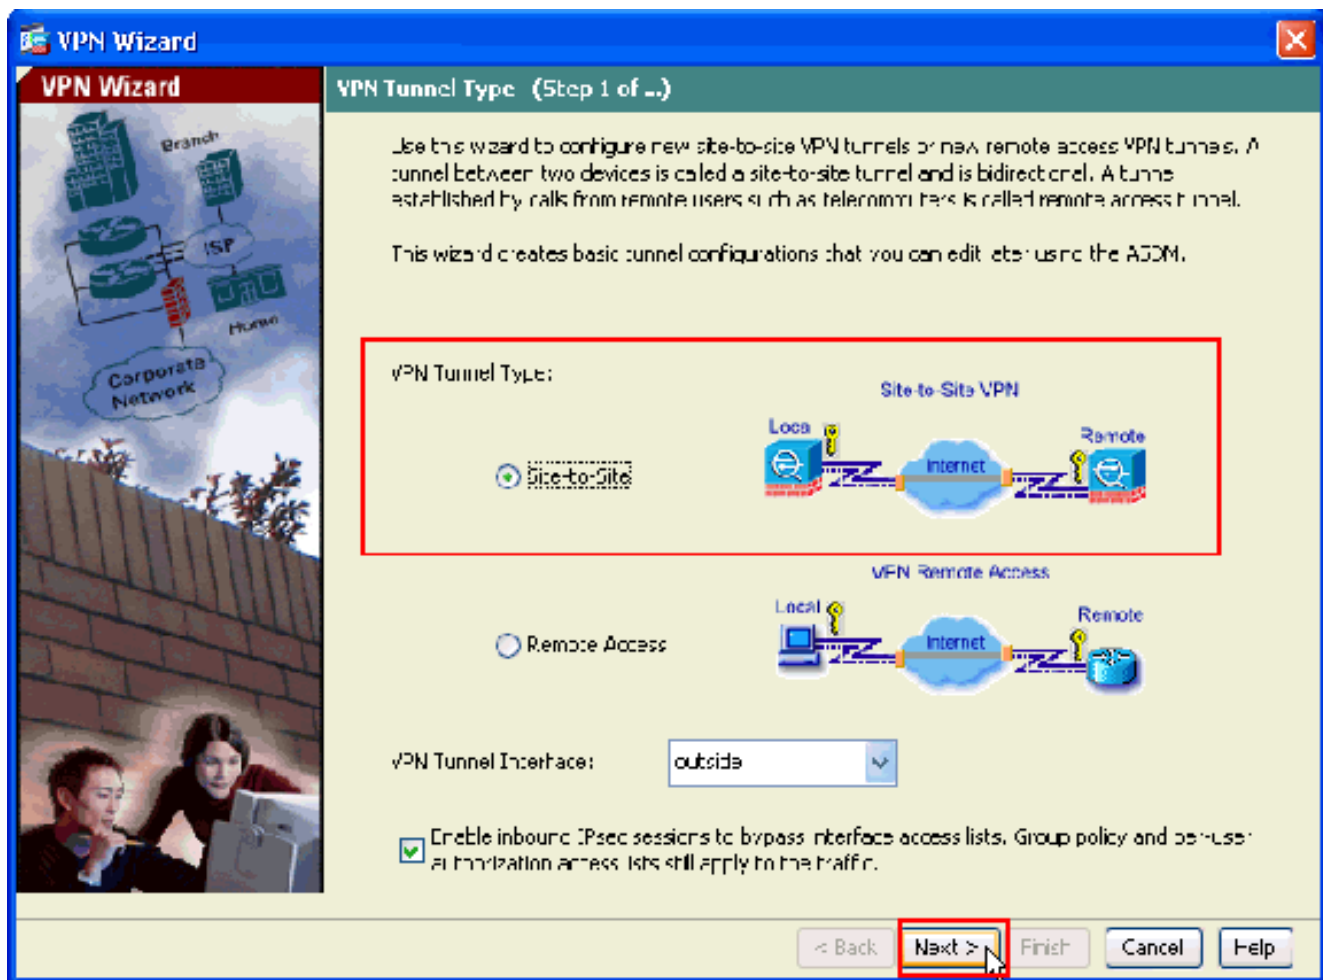 VPN Wizard
VPN Wizard
Branch
ISP
Home
Corporate
Network
VPN Tunnel Type (Step 1 of ...)
Use this wizard to configure new site-to-site VPN tunnels or new remote access VPN tunnels. A
tunnel between two devices is called a site-to-site tunnel and is bidirectional. A tunnel
established by calls from remote users such as telecommuters is called remote access tunnel.
This wizard creates basic tunnel configurations that you can edit later using the ASDM.
VPN Tunnel Type:
Site-to-Site VPN
Local
Remote
Internet
Site-to-Site
VPN Remote Access
Local
Remote
Internet
Remote Access
VPN Tunnel Interface:
outside
Enable inbound IPsec sessions to bypass interface access lists. Group policy and per-user
authorization access lists still apply to the traffic.
< Back
Next >
Finish
Cancel
Help